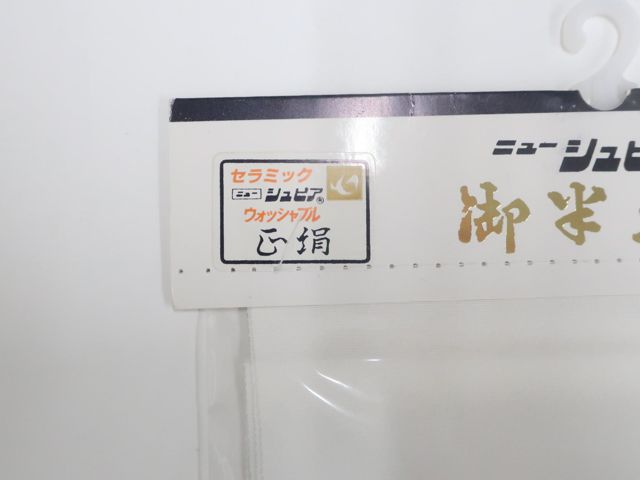 セラミック
ニュー シュピア®
ウォッシャブル
正絹
ニューシュピ
御半